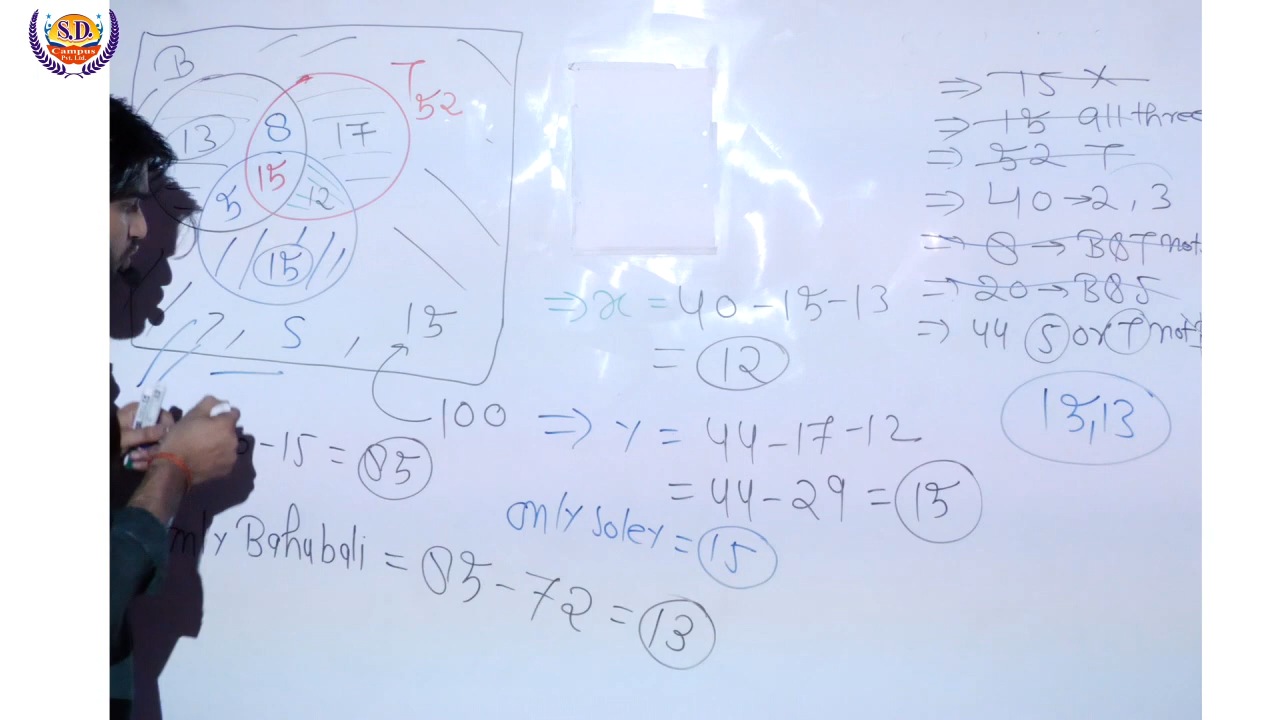 S.D.
Campus
Pvt. Ltd.
B
T
52
13
8
17
15
5
12
15
S
15
100
-15 = 85
only Bahubali = 85-72 = 13
⇒ x = 40 -15-13
= 12
⇒ y = 44-17-12
= 44-29 = 15
only soley = 15
⇒ 15 X
⇒ 15 all three
⇒ 52 T
⇒ 40 → 2, 3
⇒ 8 → B&T not
⇒ 20 → B&S
⇒ 44 S or T not
15,13